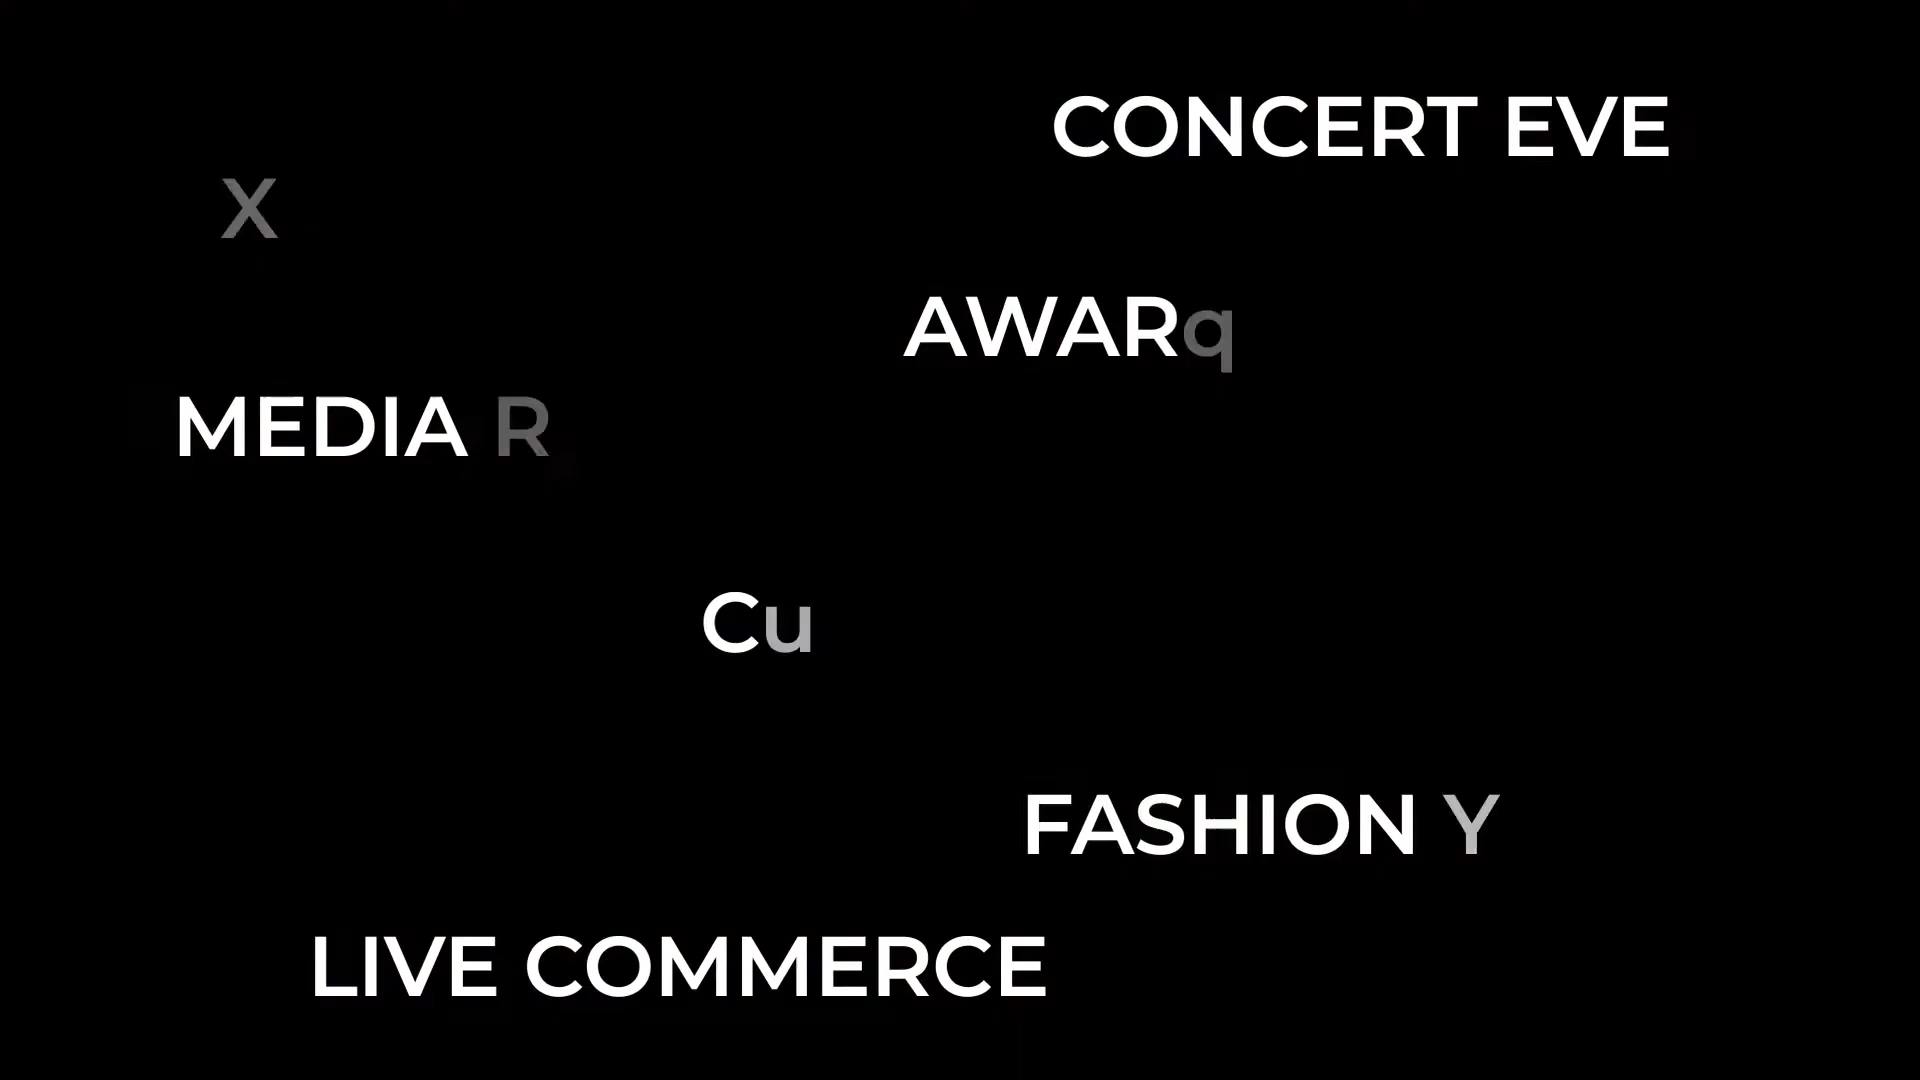 CONCERT EVE
X
AWARq
MEDIA R
Cu
FASHION Y
LIVE COMMERCE